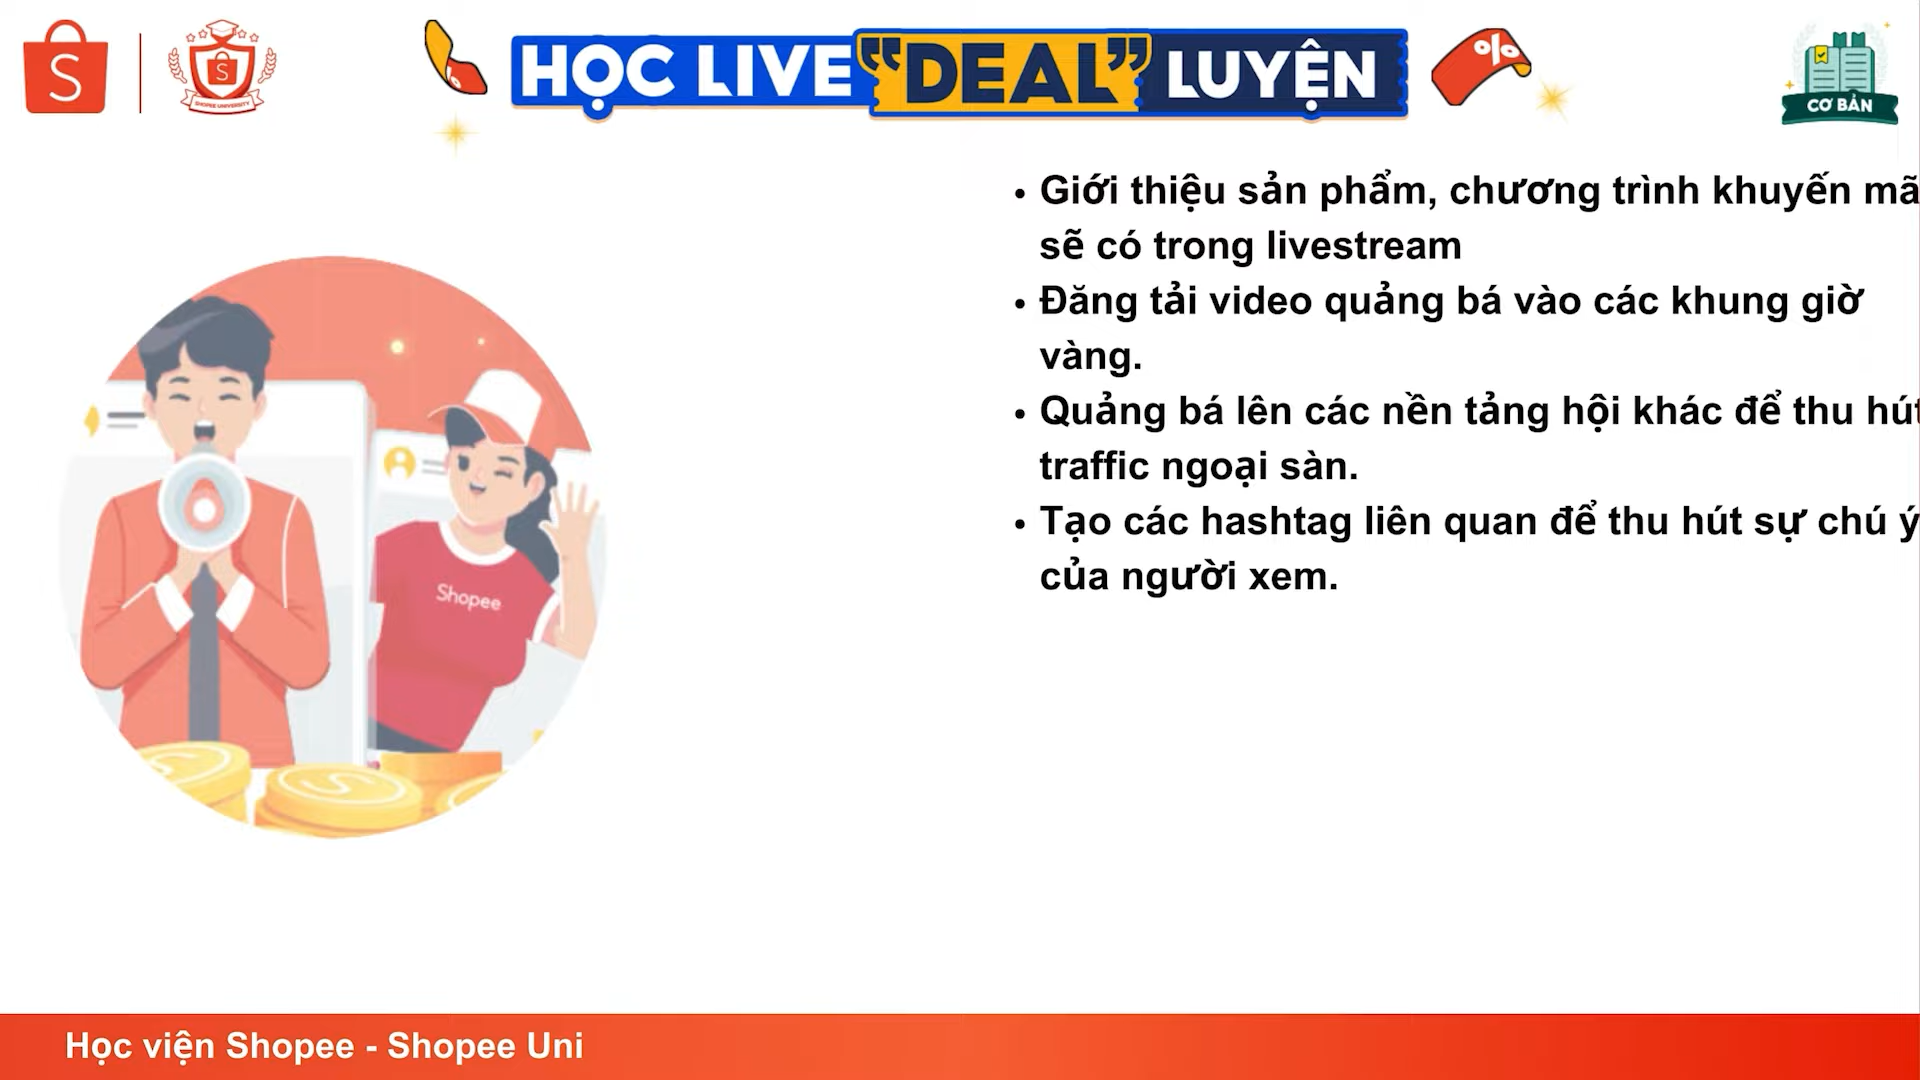 S
S
SHOPEE UNIVERSITY
HỌC LIVE “DEAL” LUYỆN
%
CƠ BẢN
• Giới thiệu sản phẩm, chương trình khuyến mã
sẽ có trong livestream
• Đăng tải video quảng bá vào các khung giờ
vàng.
• Quảng bá lên các nền tảng hội khác để thu hút
traffic ngoại sàn.
• Tạo các hashtag liên quan để thu hút sự chú ý
của người xem.
Shopee
S
Học viện Shopee - Shopee Uni